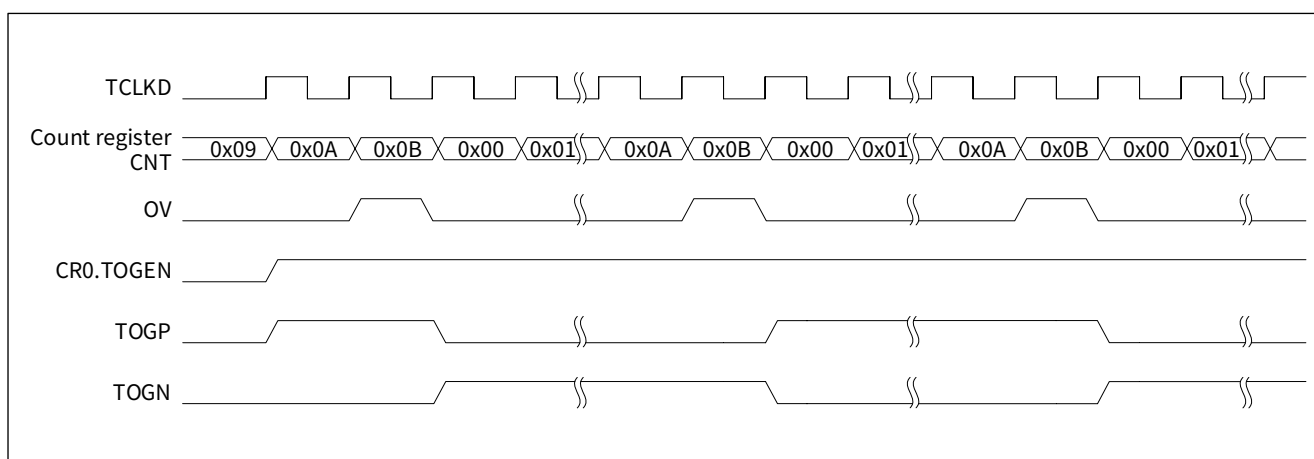 TCLKD
Count register
CNT
0x09 0x0A 0x0B 0x00 0x01 0x0A 0x0B 0x00 0x01 0x0A 0x0B 0x00 0x01
OV
CR0.TOGEN
TOGP
TOGN